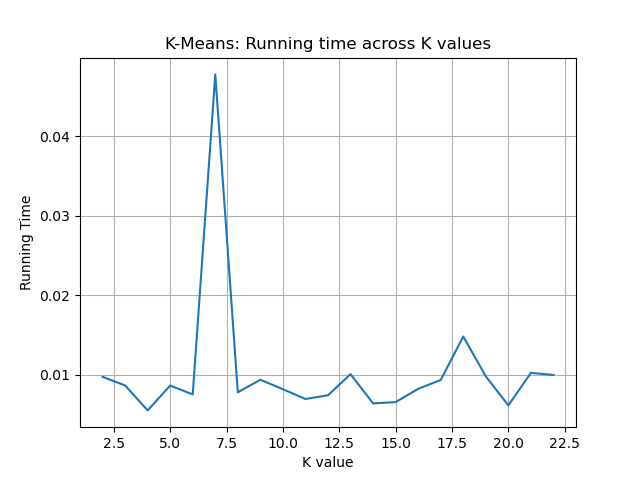 K-Means: Running time across K values
0.04
0.03
0.02
0.01
Running Time
2.5 5.0 7.5 10.0 12.5 15.0 17.5 20.0 22.5
K value